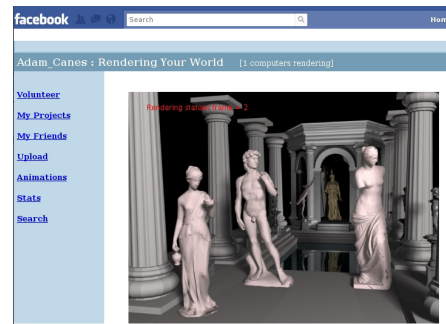 facebook
Search
Hom
Adam_Canes : Rendering Your World [1 computers rendering]
Volunteer
My Projects
My Friends
Upload
Animations
Stats
Search
Rendering